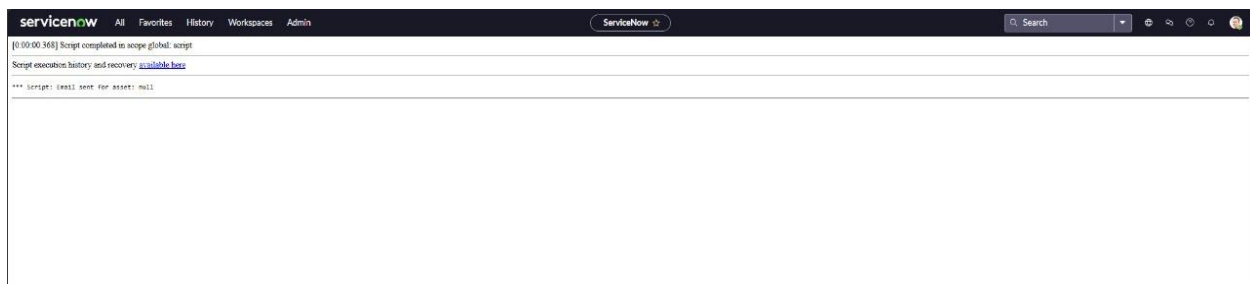 servicenow All Favorites History Workspaces Admin ServiceNow ☆ Search
[0:00:00.368] Script completed in scope global: script
Script execution history and recovery available here
*** Script: Email sent for asset: null